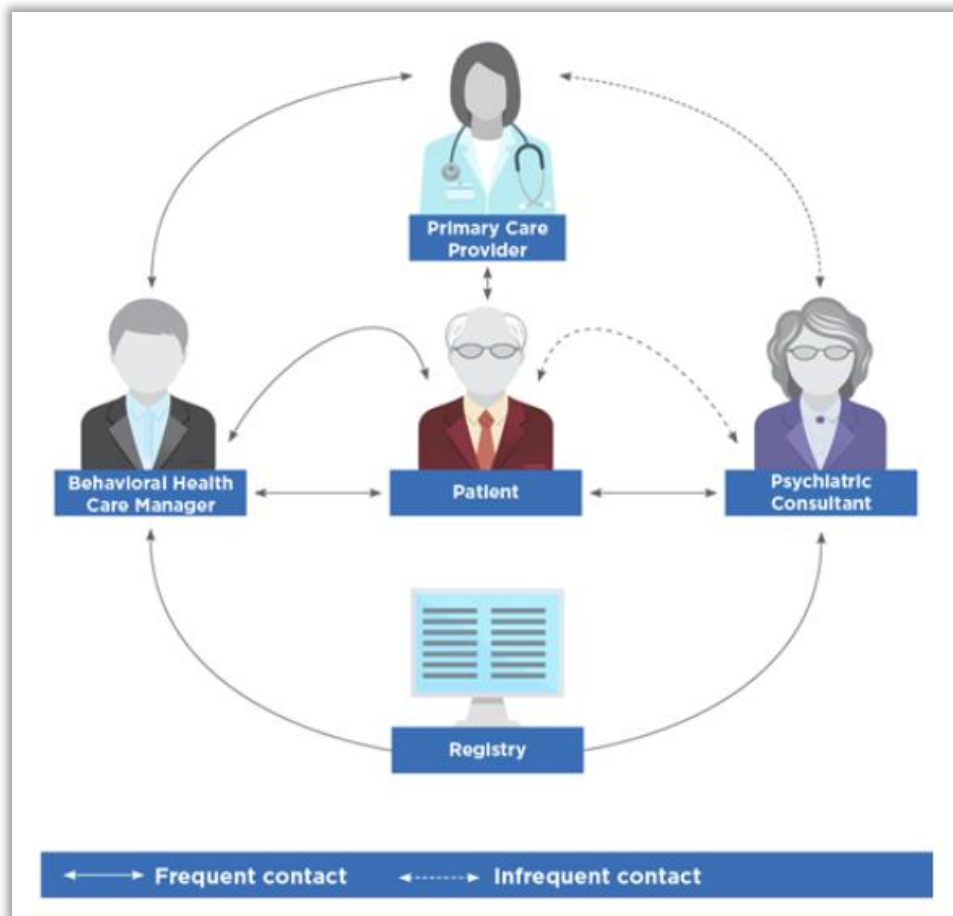 Primary Care
Provider
Behavioral Health
Care Manager
Patient
Psychiatric
Consultant
Registry
Frequent contact
Infrequent contact